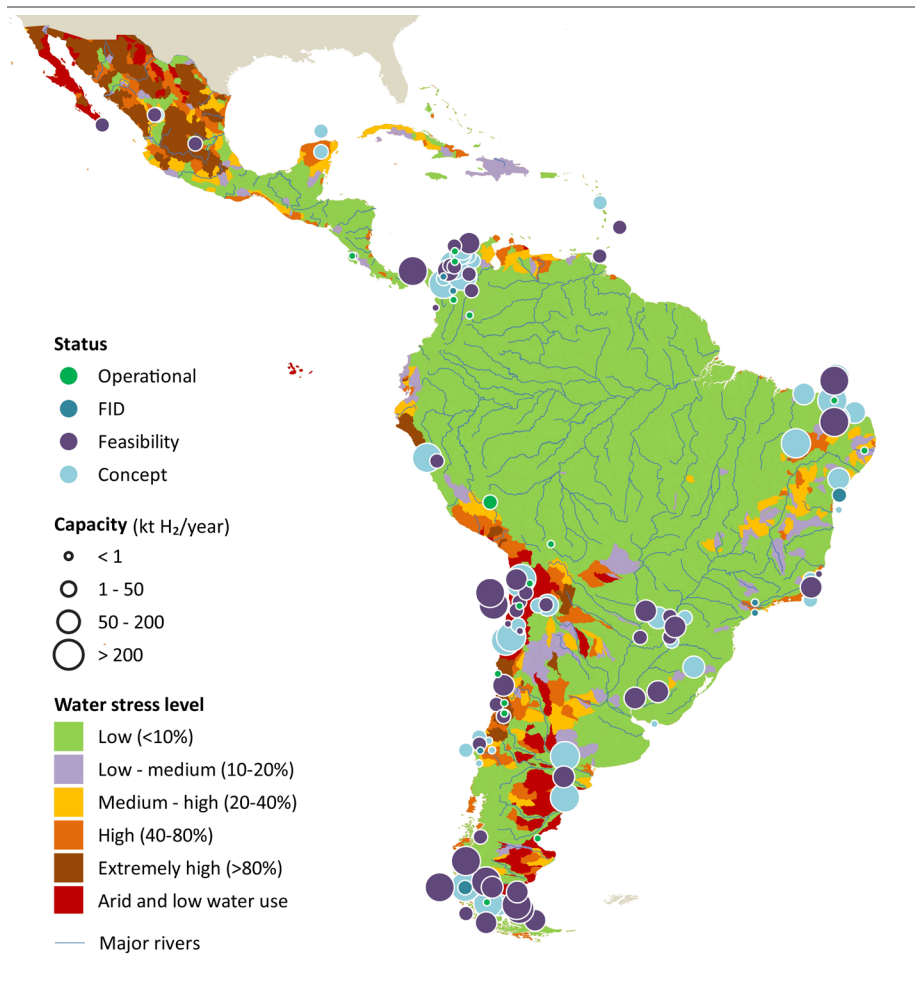 Status
Operational
FID
Feasibility
Concept
Capacity (kt H₂/year)
< 1
1 - 50
50 - 200
> 200
Water stress level
Low (<10%)
Low - medium (10-20%)
Medium - high (20-40%)
High (40-80%)
Extremely high (>80%)
Arid and low water use
Major rivers